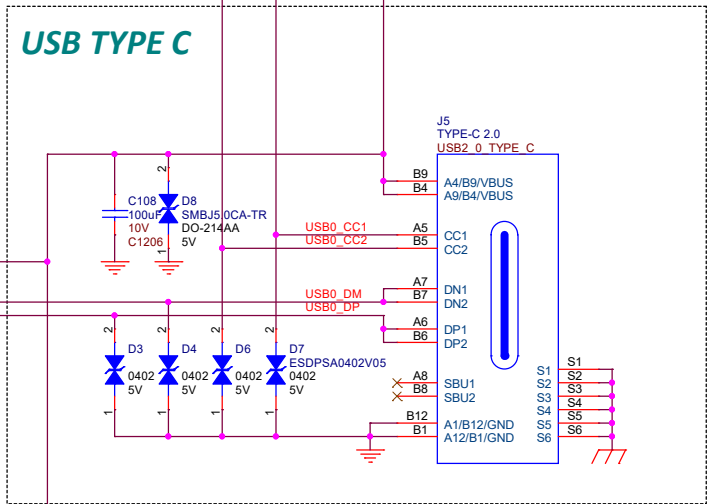 USB TYPE C
J5
TYPE-C 2.0
USB2_0_TYPE_C
B9
A4/B9/VBUS
B4
A9/B4/VBUS
2
2
C108
100uF
10V
C1206
D8
SMBJ5.0CA-TR
DO-214AA
5V
1
1
USB0_CC1
A5
CC1
USB0_CC2
B5
CC2
USB0_DM
A7
DN1
B7
DN2
USB0_DP
A6
DP1
B6
DP2
2
2
2
2
D3
0402
5V
D4
0402
5V
D6
0402
5V
D7
ESDPSA0402V05
0402
5V
1
1
1
1
A8
SBU1
B8
SBU2
B12
A1/B12/GND
B1
A12/B1/GND
S1
S1
S2
S2
S3
S3
S4
S4
S5
S5
S6
S6